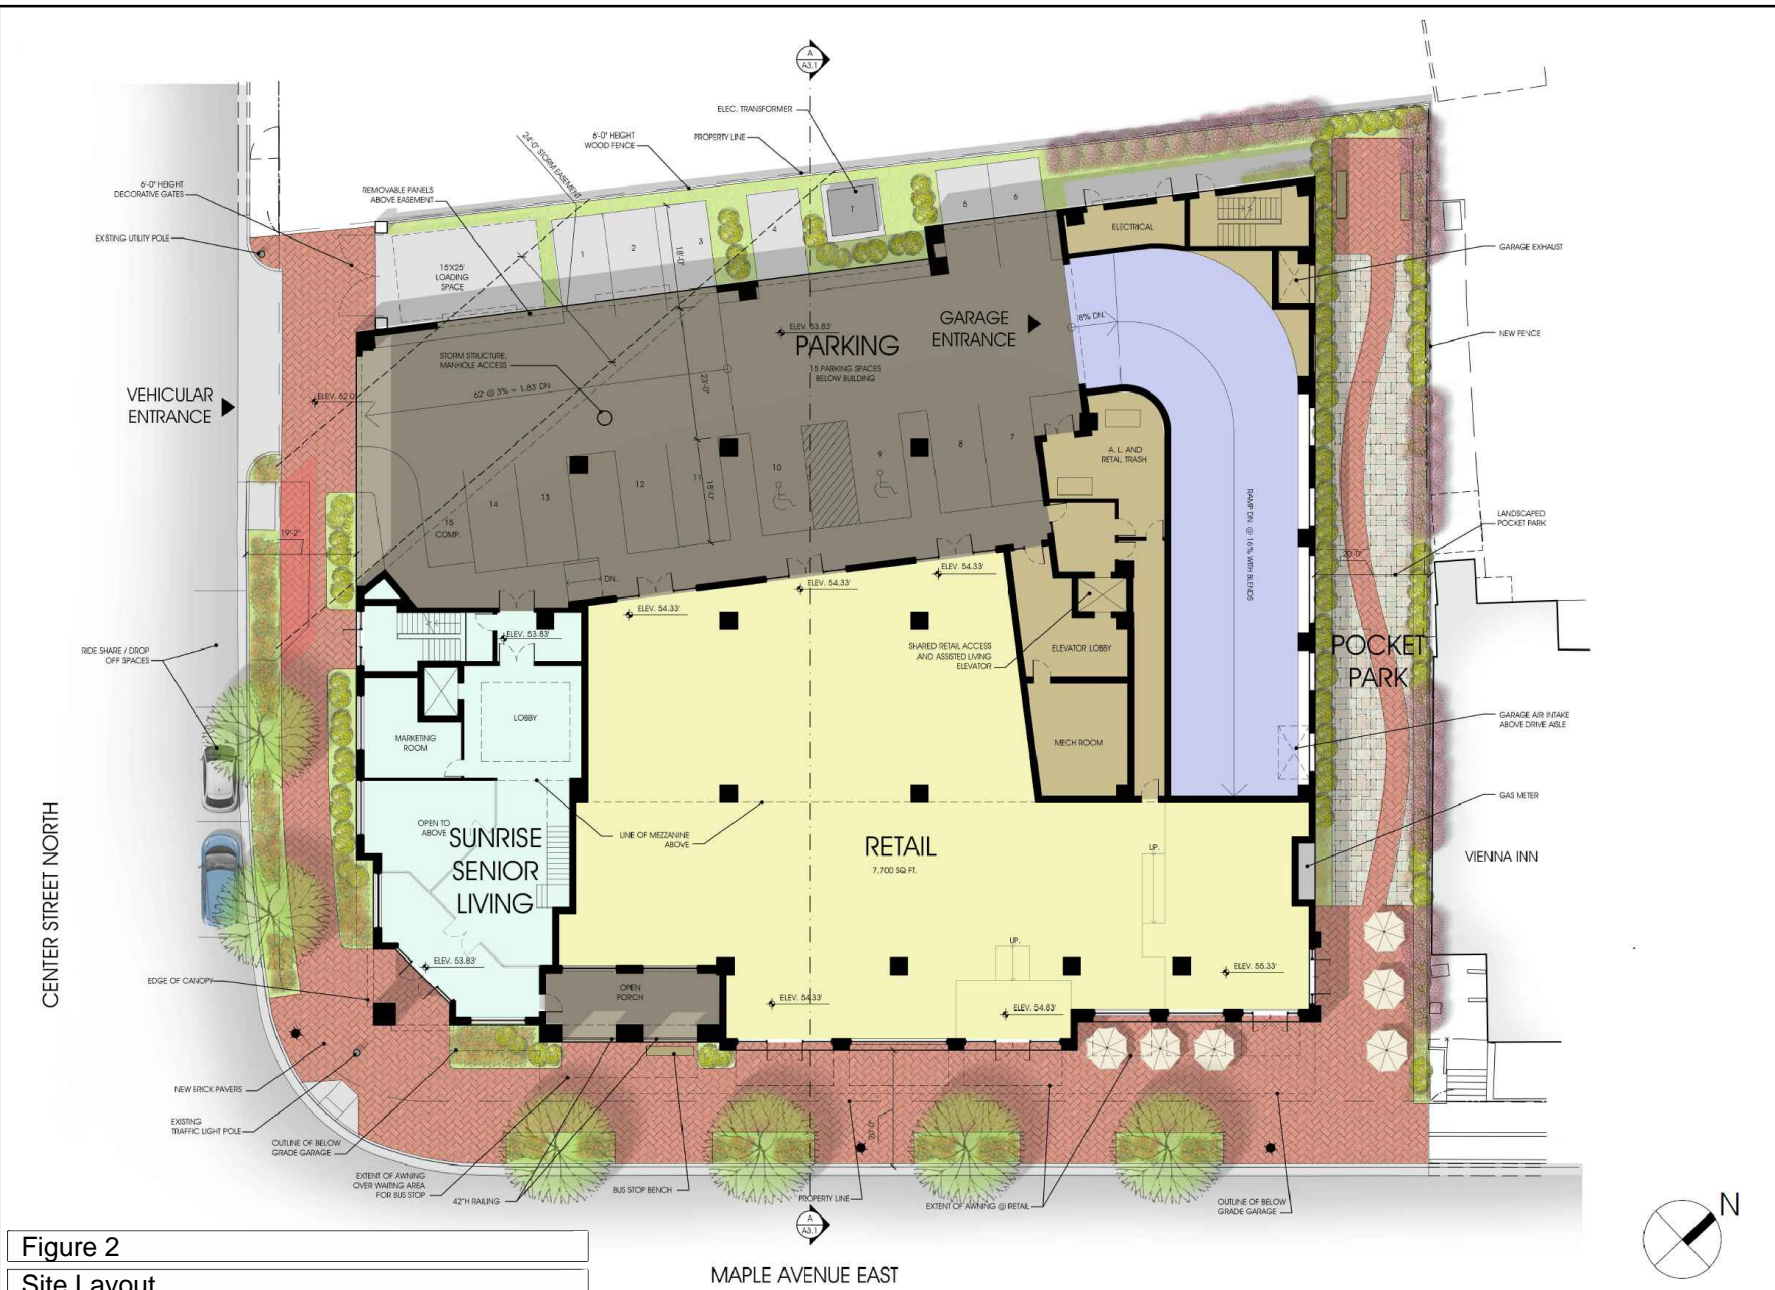 A
A3.1
ELEC. TRANSFORMER
6'-0" HEIGHT
WOOD FENCE
PROPERTY LINE
24'-0" STORM EASEMENT
6'-0" HEIGHT
DECORATIVE GATES
REMOVABLE PANELS
ABOVE EASEMENT
EXISTING UTILITY POLE
15'X25'
LOADING
SPACE
1
2
3
18'-0"
4
T
5
6
ELECTRICAL
GARAGE EXHAUST
ELEV. 53.83'
PARKING
15 PARKING SPACES
BELOW BUILDING
GARAGE
ENTRANCE
8% DN.
NEW FENCE
STORM STRUCTURE,
MANHOLE ACCESS
62' @ 3% = 1.83' DN
23'-0"
VEHICULAR
ENTRANCE
ELEV. 52.0'
15
COMP.
14
13
12
11
18'-0"
10
9
8
7
A. L. AND
RETAIL TRASH
RAMP DN. @ 16% WITH BLENDS
LANDSCAPED
POCKET PARK
19'-2"
20'-0"
DN.
ELEV. 54.33'
ELEV. 54.33'
ELEV. 54.33'
RIDE SHARE / DROP
OFF SPACES
ELEV. 53.83'
SHARED RETAIL ACCESS
AND ASSISTED LIVING
ELEVATOR
ELEVATOR LOBBY
POCKET
PARK
LOBBY
MARKETING
ROOM
MECH ROOM
GARAGE AIR INTAKE
ABOVE DRIVE AISLE
GAS METER
CENTER STREET NORTH
OPEN TO
ABOVE
SUNRISE
SENIOR
LIVING
LINE OF MEZZANINE
ABOVE
RETAIL
7,700 SQ FT.
UP.
VIENNA INN
UP.
ELEV. 53.83'
ELEV. 55.33'
EDGE OF CANOPY
OPEN
PORCH
ELEV. 54.33'
ELEV. 54.83'
NEW BRICK PAVERS
EXISTING
TRAFFIC LIGHT POLE
OUTLINE OF BELOW
GRADE GARAGE
20'-0"
EXTENT OF AWNING
OVER WAITING AREA
FOR BUS STOP
42"H RAILING
BUS STOP BENCH
PROPERTY LINE
EXTENT OF AWNING @ RETAIL
OUTLINE OF BELOW
GRADE GARAGE
A
A3.1
N
Figure 2
Site Layout
MAPLE AVENUE EAST